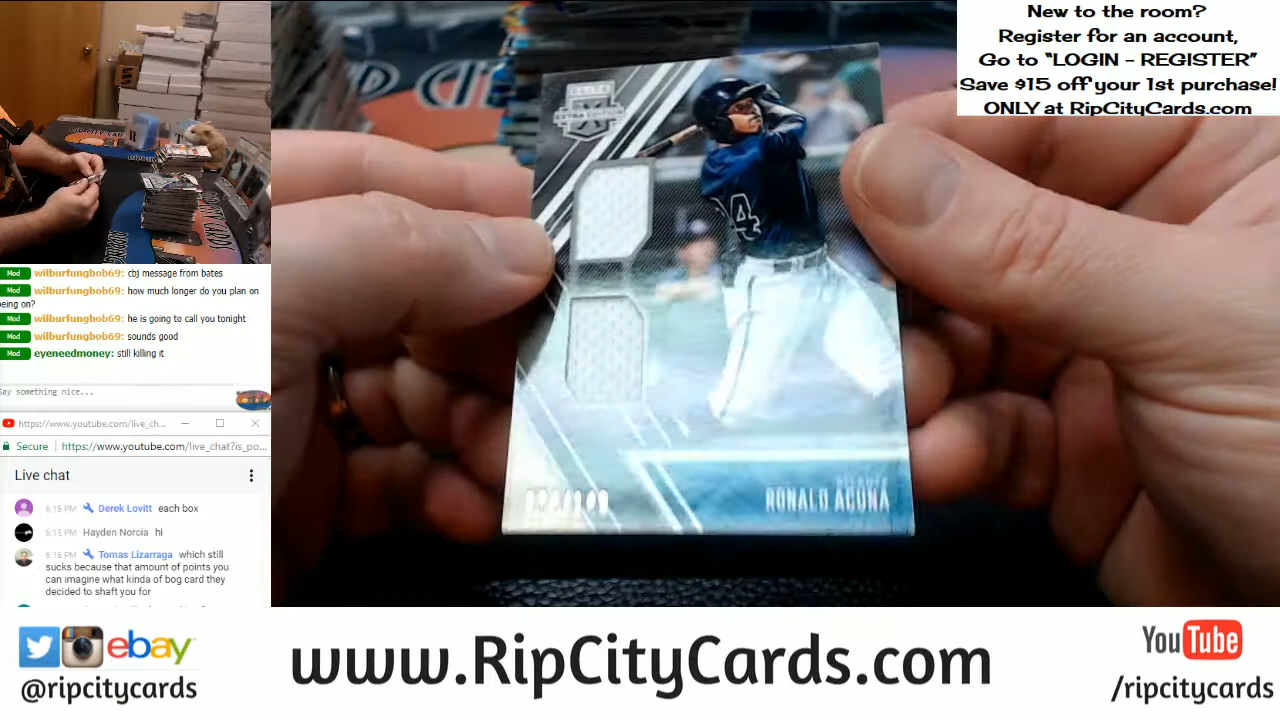 New to the room?
Register for an account,
Go to “LOGIN – REGISTER”
Save $15 off your 1st purchase!
ONLY at RipCityCards.com
ELITE
EXTRA EDITION
24
RONALD ACUNA
Mod wilburfungbob69: cbj message from bates
Mod wilburfungbob69: how much longer do you plan on
being on?
Mod wilburfungbob69: he is going to call you tonight
Mod wilburfungbob69: sounds good
Mod eyeneedmoney: still killing it
Say something nice...
https://www.youtube.com/live_ch...
Secure https://www.youtube.com/live_chat?is_po...
Live chat
6:15 PM Derek Lovitt each box
6:15 PM Hayden Norcia hi
6:16 PM Tomas Lizarraga which still
sucks because that amount of points you
can imagine what kinda of bog card they
decided to shaft you for
ebay
@ripcitycards
www.RipCityCards.com
YouTube
/ripcitycards